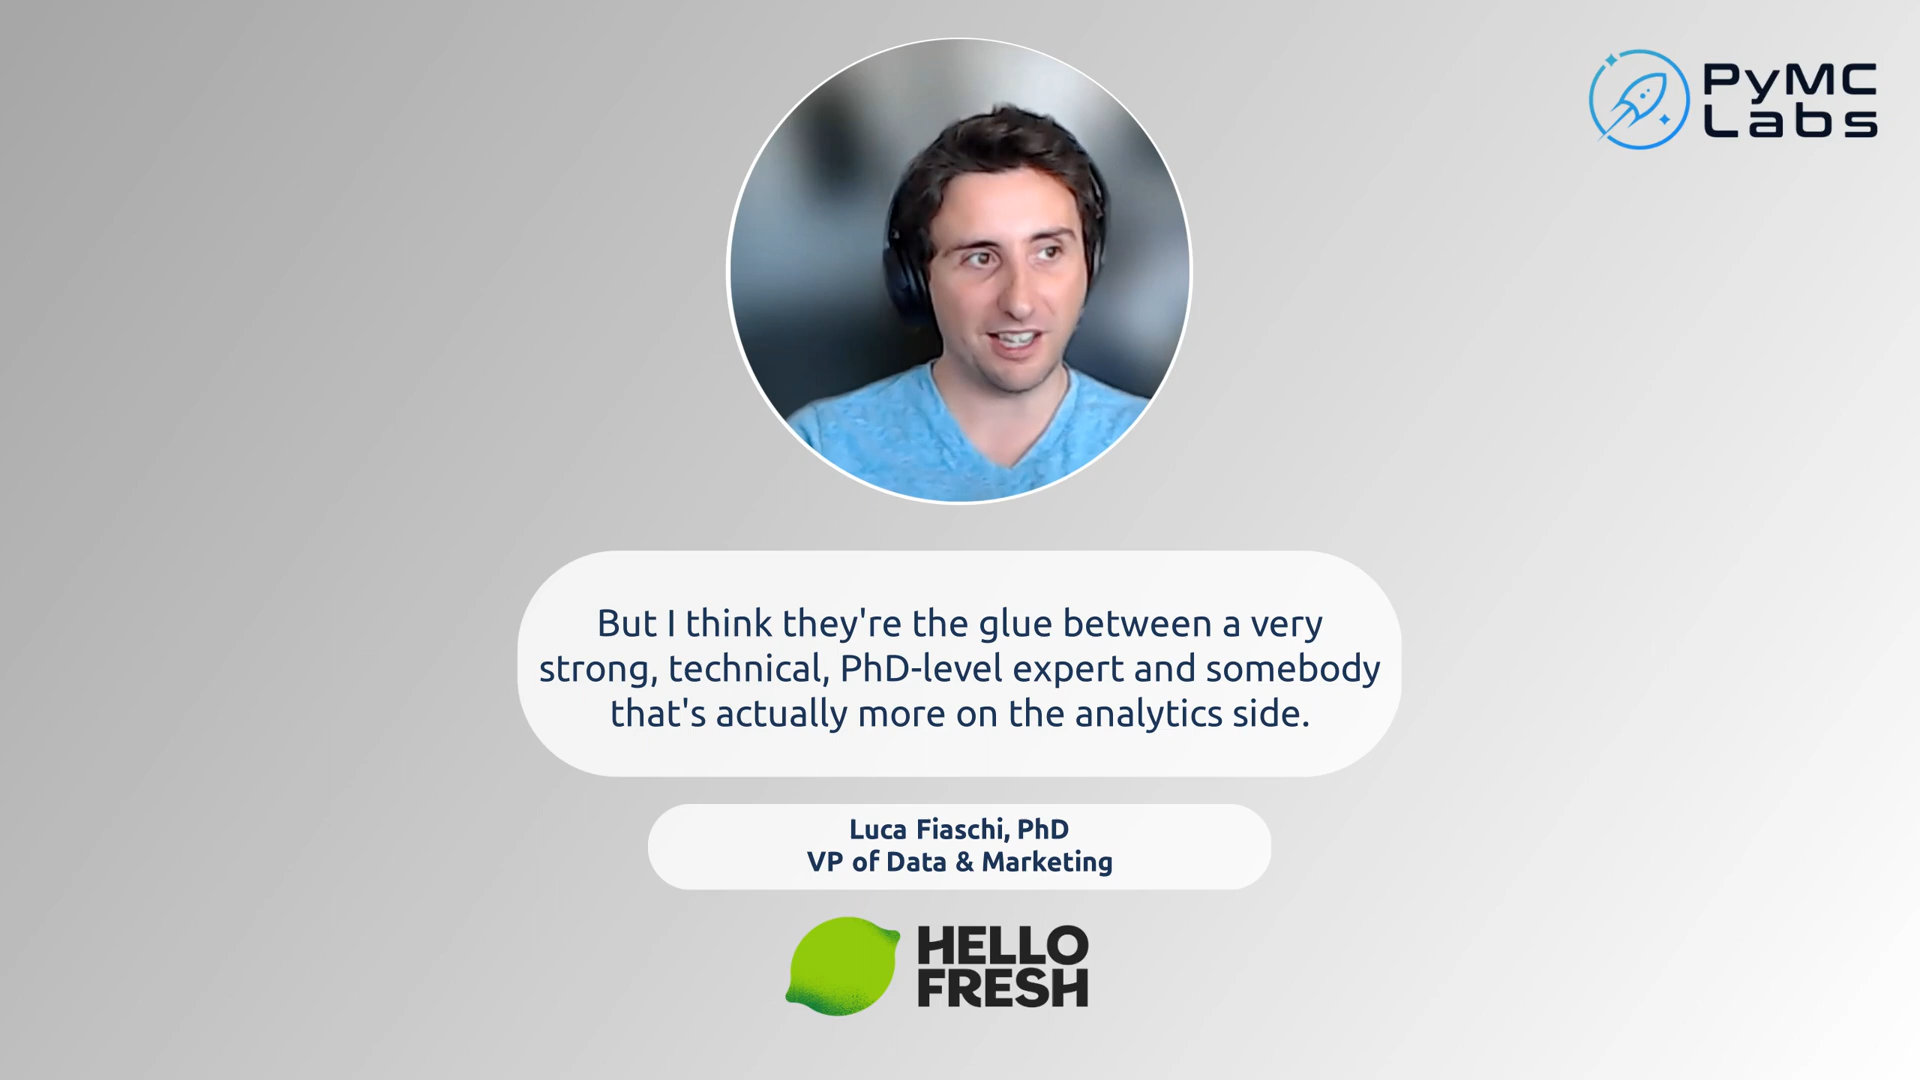 PyMC
Labs
But I think they're the glue between a very
strong, technical, PhD-level expert and somebody
that's actually more on the analytics side.
Luca Fiaschi, PhD
VP of Data & Marketing
HELLO
FRESH